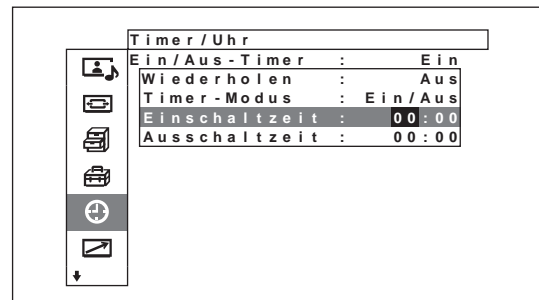 Timer/Uhr
Ein/Aus-Timer : Ein
Wiederholen : Aus
Timer-Modus : Ein/Aus
Einschaltzeit : 00:00
Ausschaltzeit : 00:00